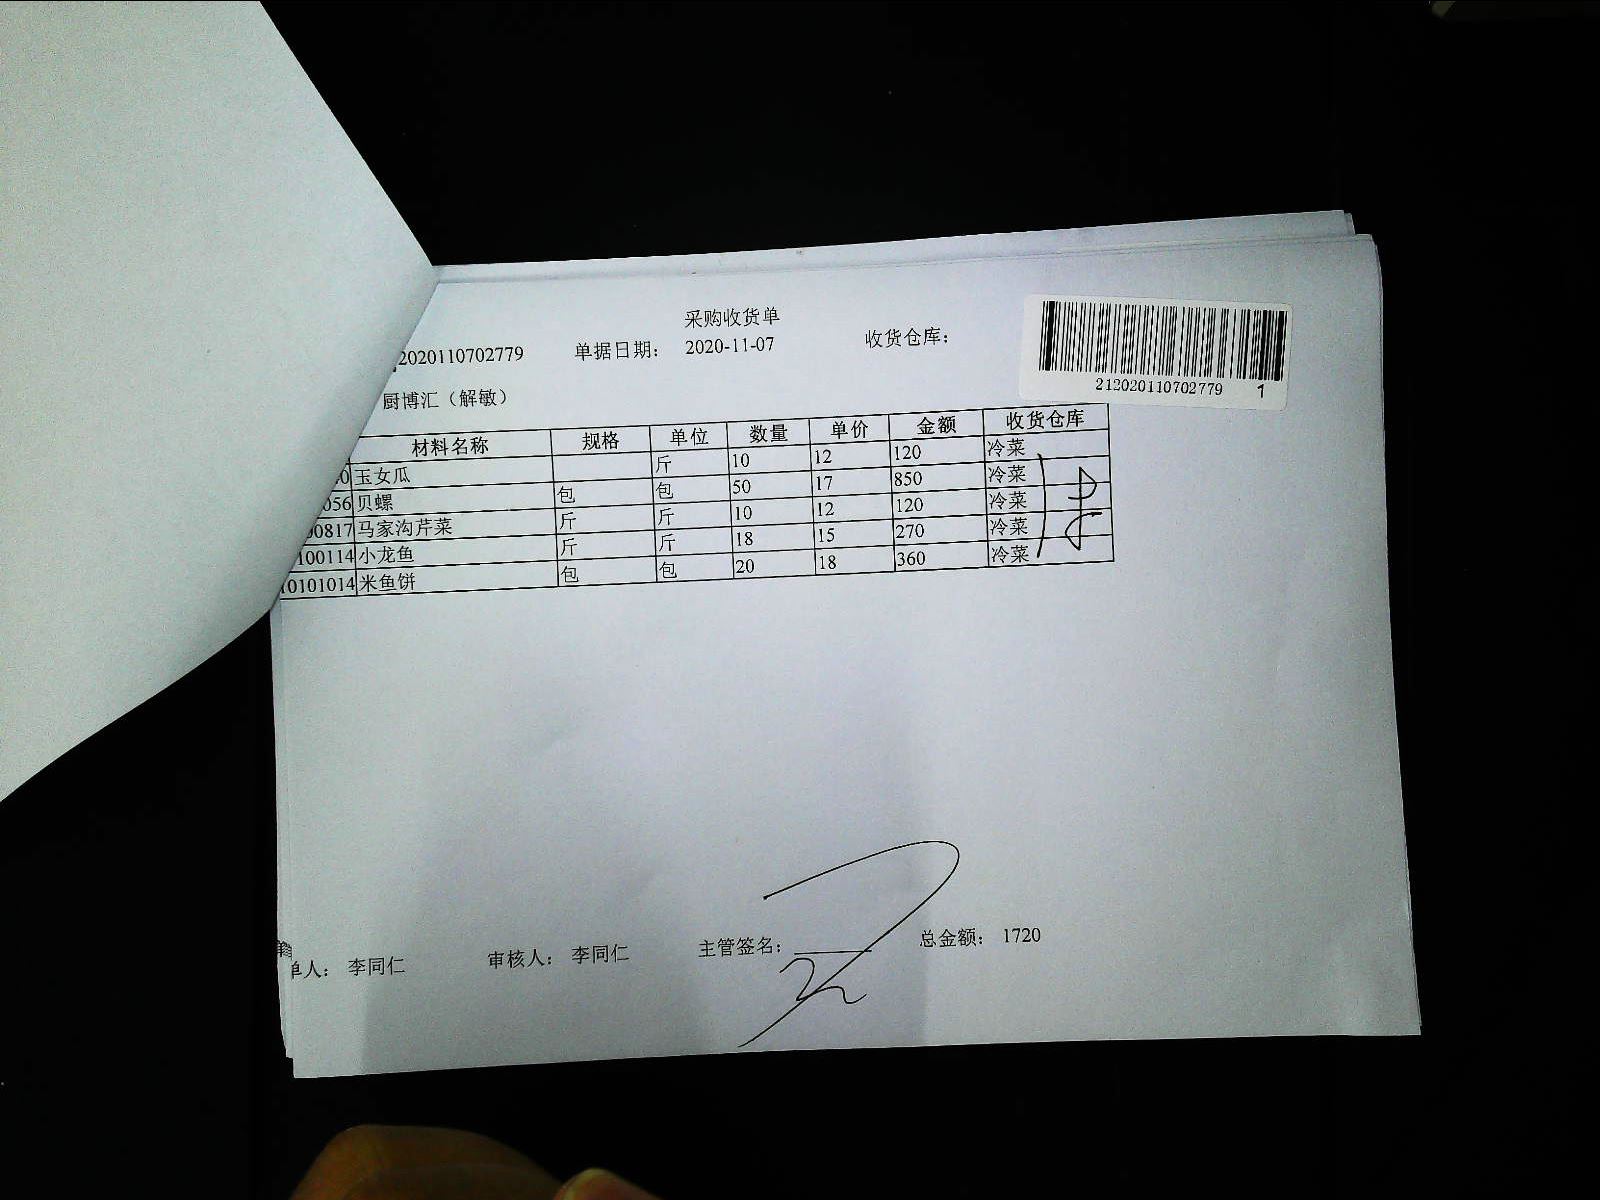 采购收货单
2020110702779 单据日期： 2020-11-07 收货仓库：
212020110702779 1
厨博汇（解敏）
材料名称 规格 单位 数量 单价 金额 收货仓库
0 玉女瓜 斤 10 12 120 冷菜
056 贝螺 包 包 50 17 850 冷菜
00817 马家沟芹菜 斤 斤 10 12 120 冷菜
100114 小龙鱼 斤 斤 18 15 270 冷菜
10101014 米鱼饼 包 包 20 18 360 冷菜
单人： 李同仁 审核人： 李同仁 主管签名： 总金额： 1720